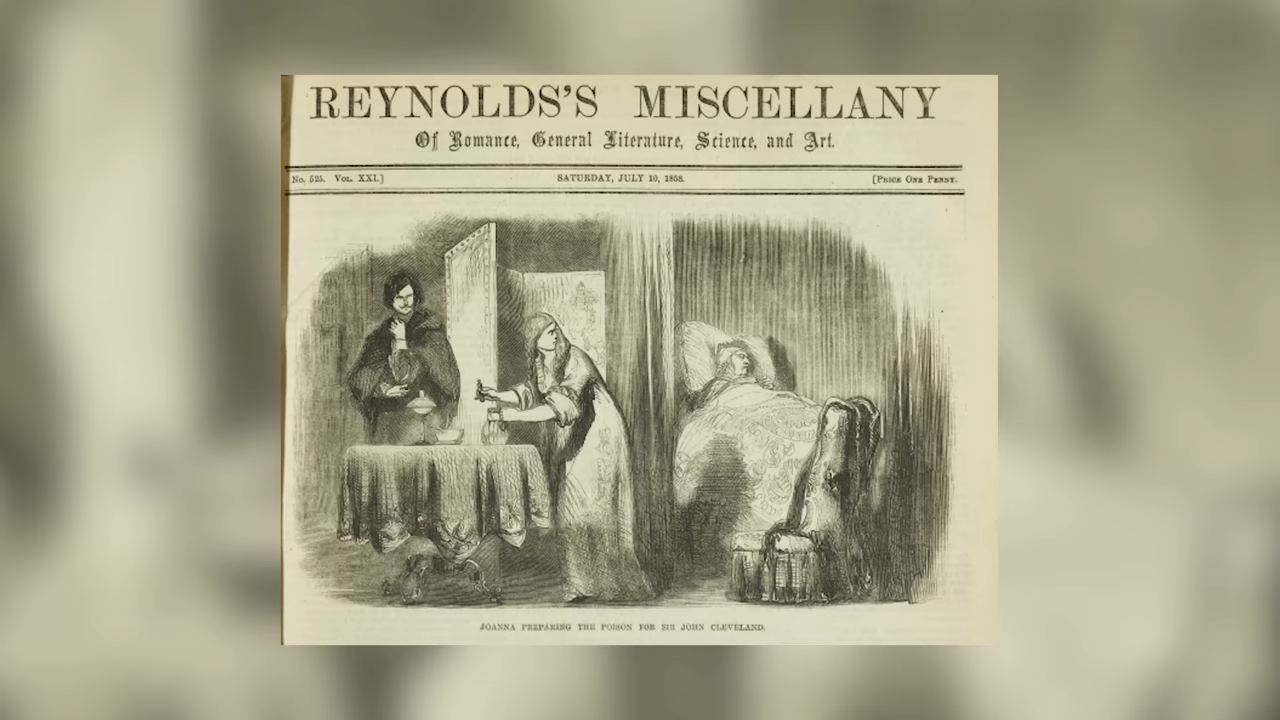 REYNOLDS'S MISCELLANY
Of Romance, General Literature, Science, and Art.
No. 525. VOL. XXI.] SATURDAY, JULY 10, 1858. [PRICE ONE PENNY.
JOANNA PREPARING THE POISON FOR SIR JOHN CLEVELAND.